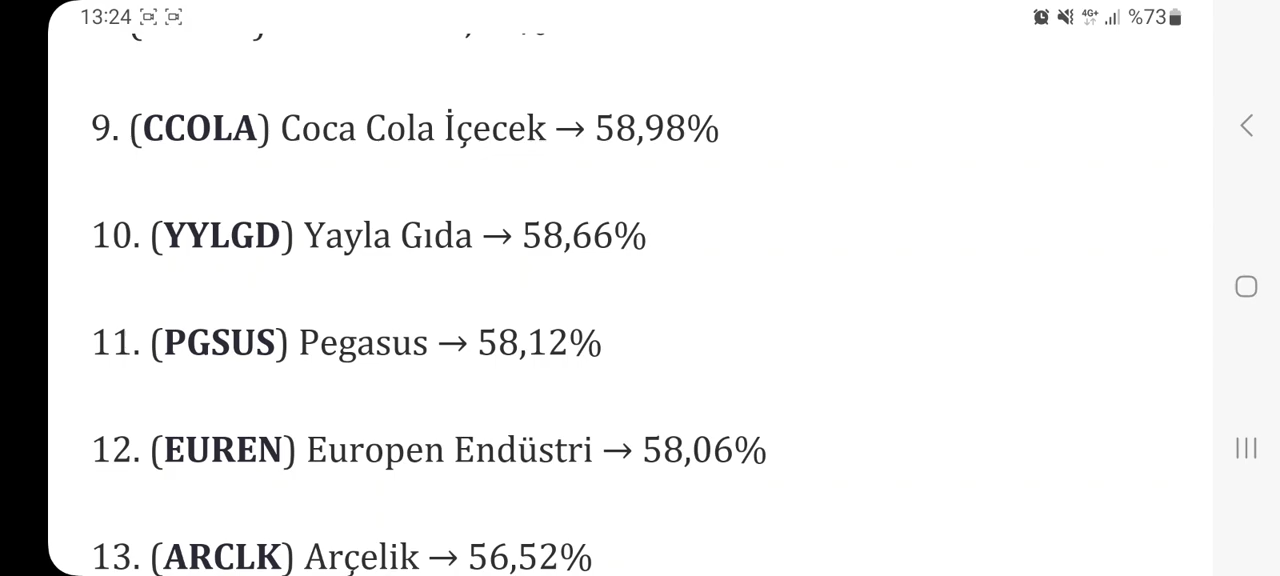 13:24
4G+ %73
9. (CCOLA) Coca Cola İçecek → 58,98%
10. (YYLGD) Yayla Gıda → 58,66%
11. (PGSUS) Pegasus → 58,12%
12. (EUREN) Europen Endüstri → 58,06%
13. (ARCLK) Arçelik → 56,52%